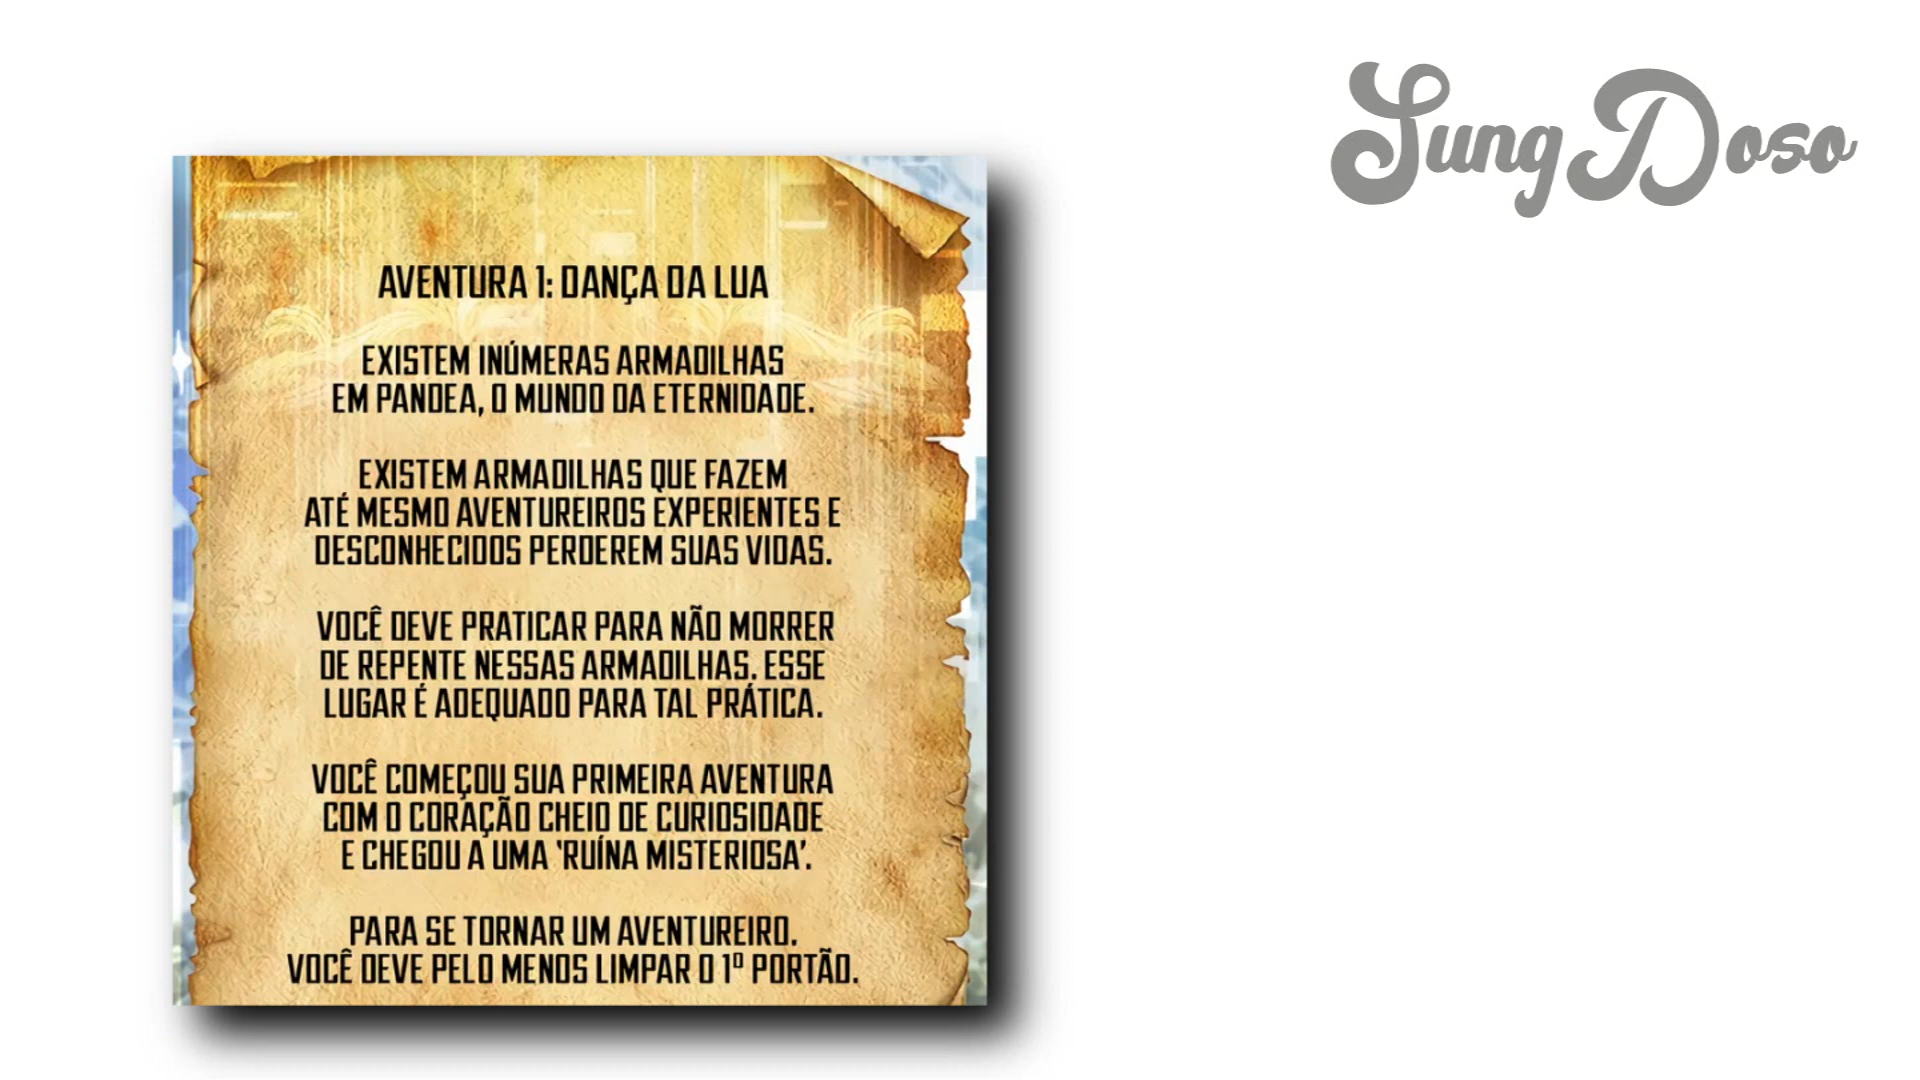 Sung Doso
AVENTURA 1: DANÇA DA LUA
EXISTEM INÚMERAS ARMADILHAS
EM PANDEA, O MUNDO DA ETERNIDADE.
EXISTEM ARMADILHAS QUE FAZEM
ATÉ MESMO AVENTUREIROS EXPERIENTES E
DESCONHECIDOS PERDEREM SUAS VIDAS.
VOCÊ DEVE PRATICAR PARA NÃO MORRER
DE REPENTE NESSAS ARMADILHAS. ESSE
LUGAR É ADEQUADO PARA TAL PRÁTICA.
VOCÊ COMEÇOU SUA PRIMEIRA AVENTURA
COM O CORAÇÃO CHEIO DE CURIOSIDADE
E CHEGOU A UMA ‘RUÍNA MISTERIOSA’.
PARA SE TORNAR UM AVENTUREIRO.
VOCÊ DEVE PELO MENOS LIMPAR O 1º PORTÃO.